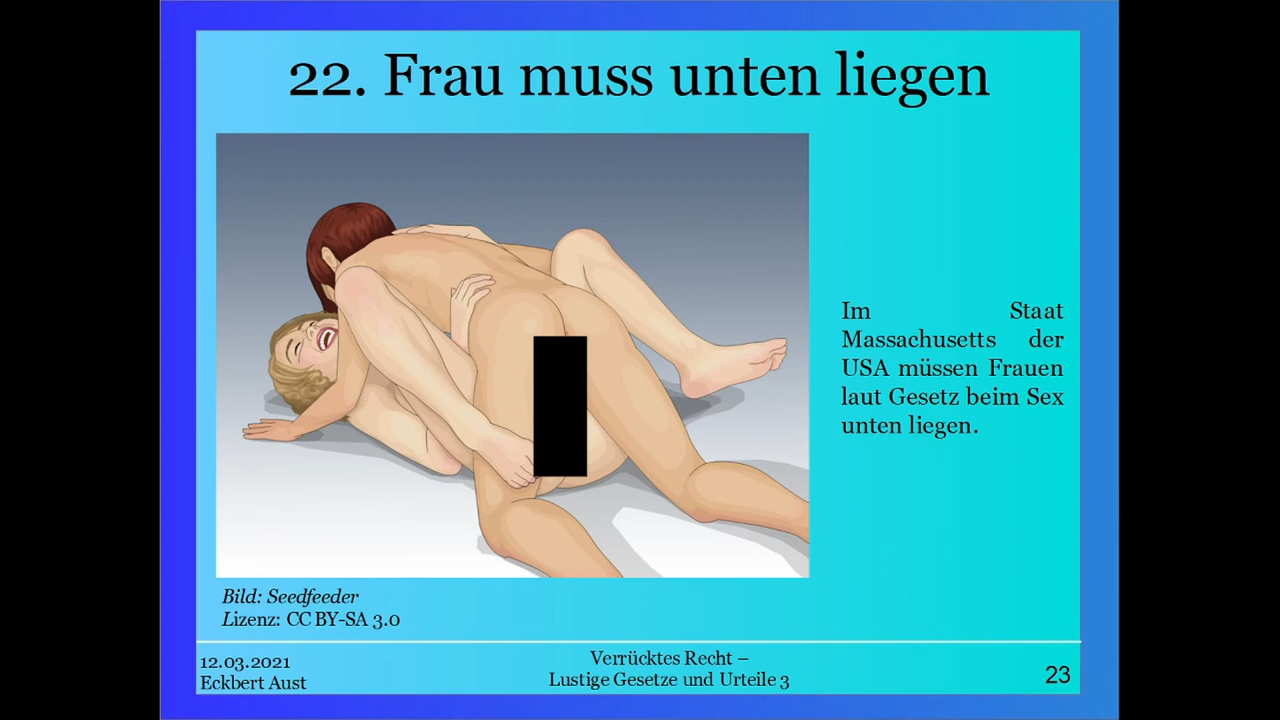 22. Frau muss unten liegen
Im Staat
Massachusetts der
USA müssen Frauen
laut Gesetz beim Sex
unten liegen.
Bild: Seedfeeder
Lizenz: CC BY-SA 3.0
12.03.2021
Eckbert Aust
Verrücktes Recht –
Lustige Gesetze und Urteile 3
23